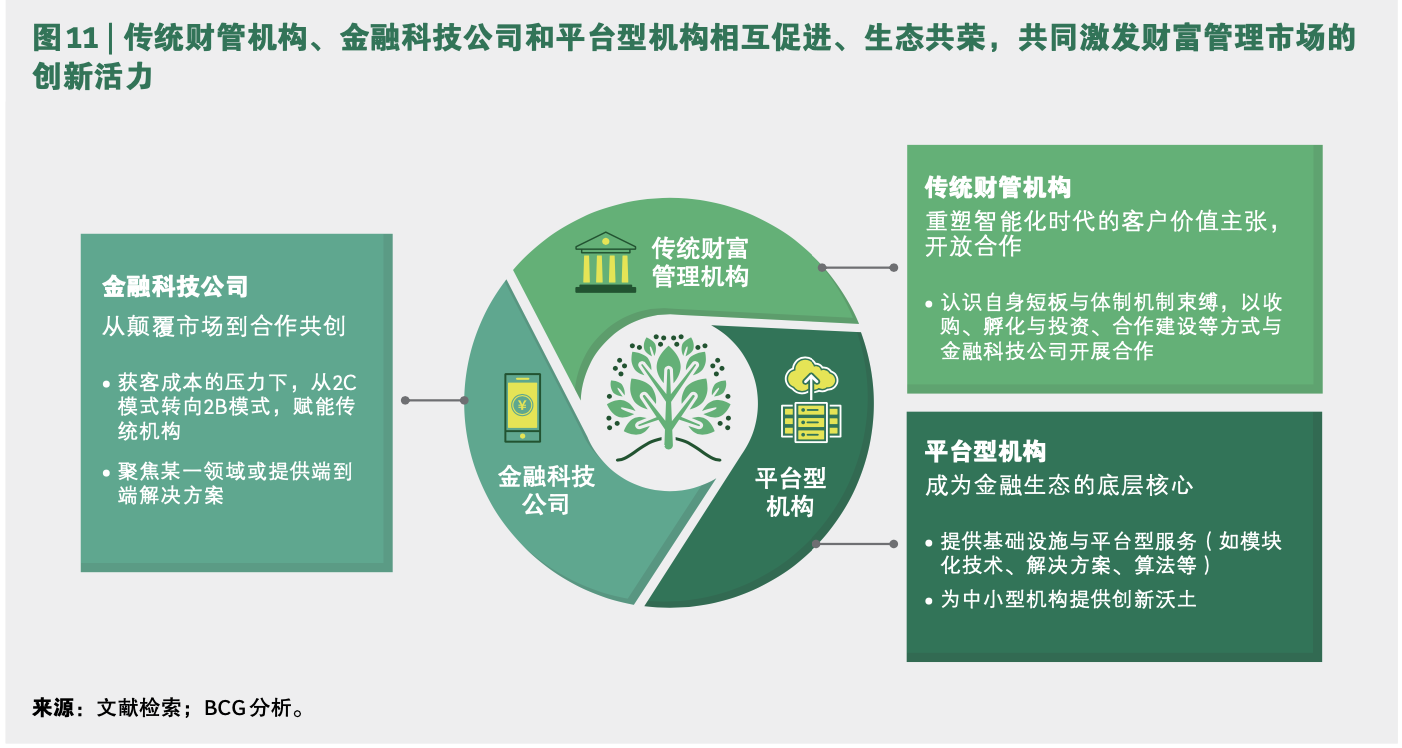 图11 | 传统财管机构、金融科技公司和平台型机构相互促进、生态共荣，共同激发财富管理市场的
创新活力
金融科技公司
从颠覆市场到合作共创
• 获客成本的压力下，从2C
模式转向2B模式，赋能传
统机构
• 聚焦某一领域或提供端到
端解决方案
传统财富
管理机构
¥
金融科技
公司
平台型
机构
传统财管机构
重塑智能化时代的客户价值主张，
开放合作
• 认识自身短板与体制机制束缚，以收
购、孵化与投资、合作建设等方式与
金融科技公司开展合作
平台型机构
成为金融生态的底层核心
• 提供基础设施与平台型服务（如模块
化技术、解决方案、算法等）
• 为中小型机构提供创新沃土
来源：文献检索；BCG分析。